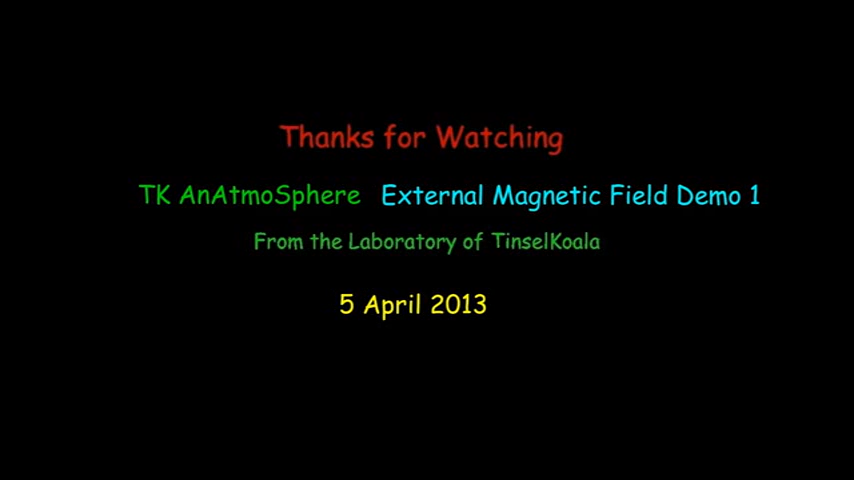 Thanks for Watching
TK AnAtmoSphere External Magnetic Field Demo 1
From the Laboratory of TinselKoala
5 April 2013